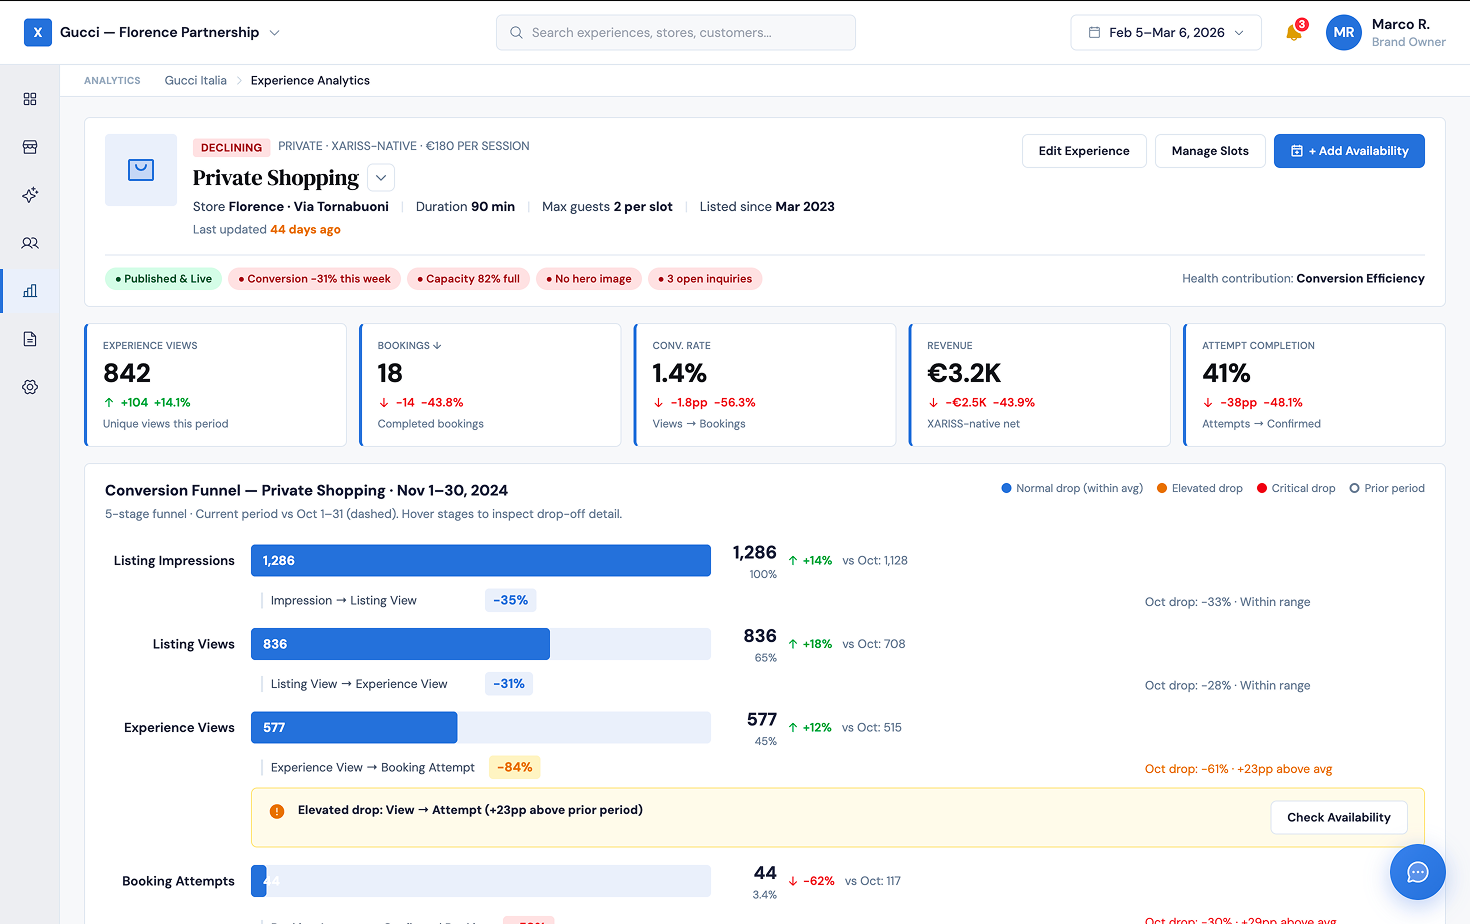 X Gucci — Florence Partnership
Search experiences, stores, customers...
Feb 5–Mar 6, 2026
3
MR
Marco R.
Brand Owner
ANALYTICS Gucci Italia Experience Analytics
DECLINING PRIVATE · XARISS-NATIVE · €180 PER SESSION
Private Shopping
Store Florence · Via Tornabuoni Duration 90 min Max guests 2 per slot Listed since Mar 2023
Last updated 44 days ago
Edit Experience
Manage Slots
+ Add Availability
• Published & Live
• Conversion -31% this week
• Capacity 82% full
• No hero image
• 3 open inquiries
Health contribution: Conversion Efficiency
EXPERIENCE VIEWS
842
↑ +104 +14.1%
Unique views this period
BOOKINGS ↓
18
↓ -14 -43.8%
Completed bookings
CONV. RATE
1.4%
↓ -1.8pp -56.3%
Views → Bookings
REVENUE
€3.2K
↓ -€2.5K -43.9%
XARISS-native net
ATTEMPT COMPLETION
41%
↓ -38pp -48.1%
Attempts → Confirmed
Conversion Funnel — Private Shopping · Nov 1–30, 2024
5-stage funnel · Current period vs Oct 1–31 (dashed). Hover stages to inspect drop-off detail.
Normal drop (within avg) Elevated drop Critical drop Prior period
Listing Impressions 1,286 1,286 ↑ +14% vs Oct: 1,128
100%
Impression → Listing View -35% Oct drop: -33% · Within range
Listing Views 836 836 ↑ +18% vs Oct: 708
65%
Listing View → Experience View -31% Oct drop: -28% · Within range
Experience Views 577 577 ↑ +12% vs Oct: 515
45%
Experience View → Booking Attempt -84% Oct drop: -61% · +23pp above avg
Elevated drop: View → Attempt (+23pp above prior period)
Check Availability
Booking Attempts 44 44 ↓ -62% vs Oct: 117
3.4%
Oct drop: -30% · +29pp above avg